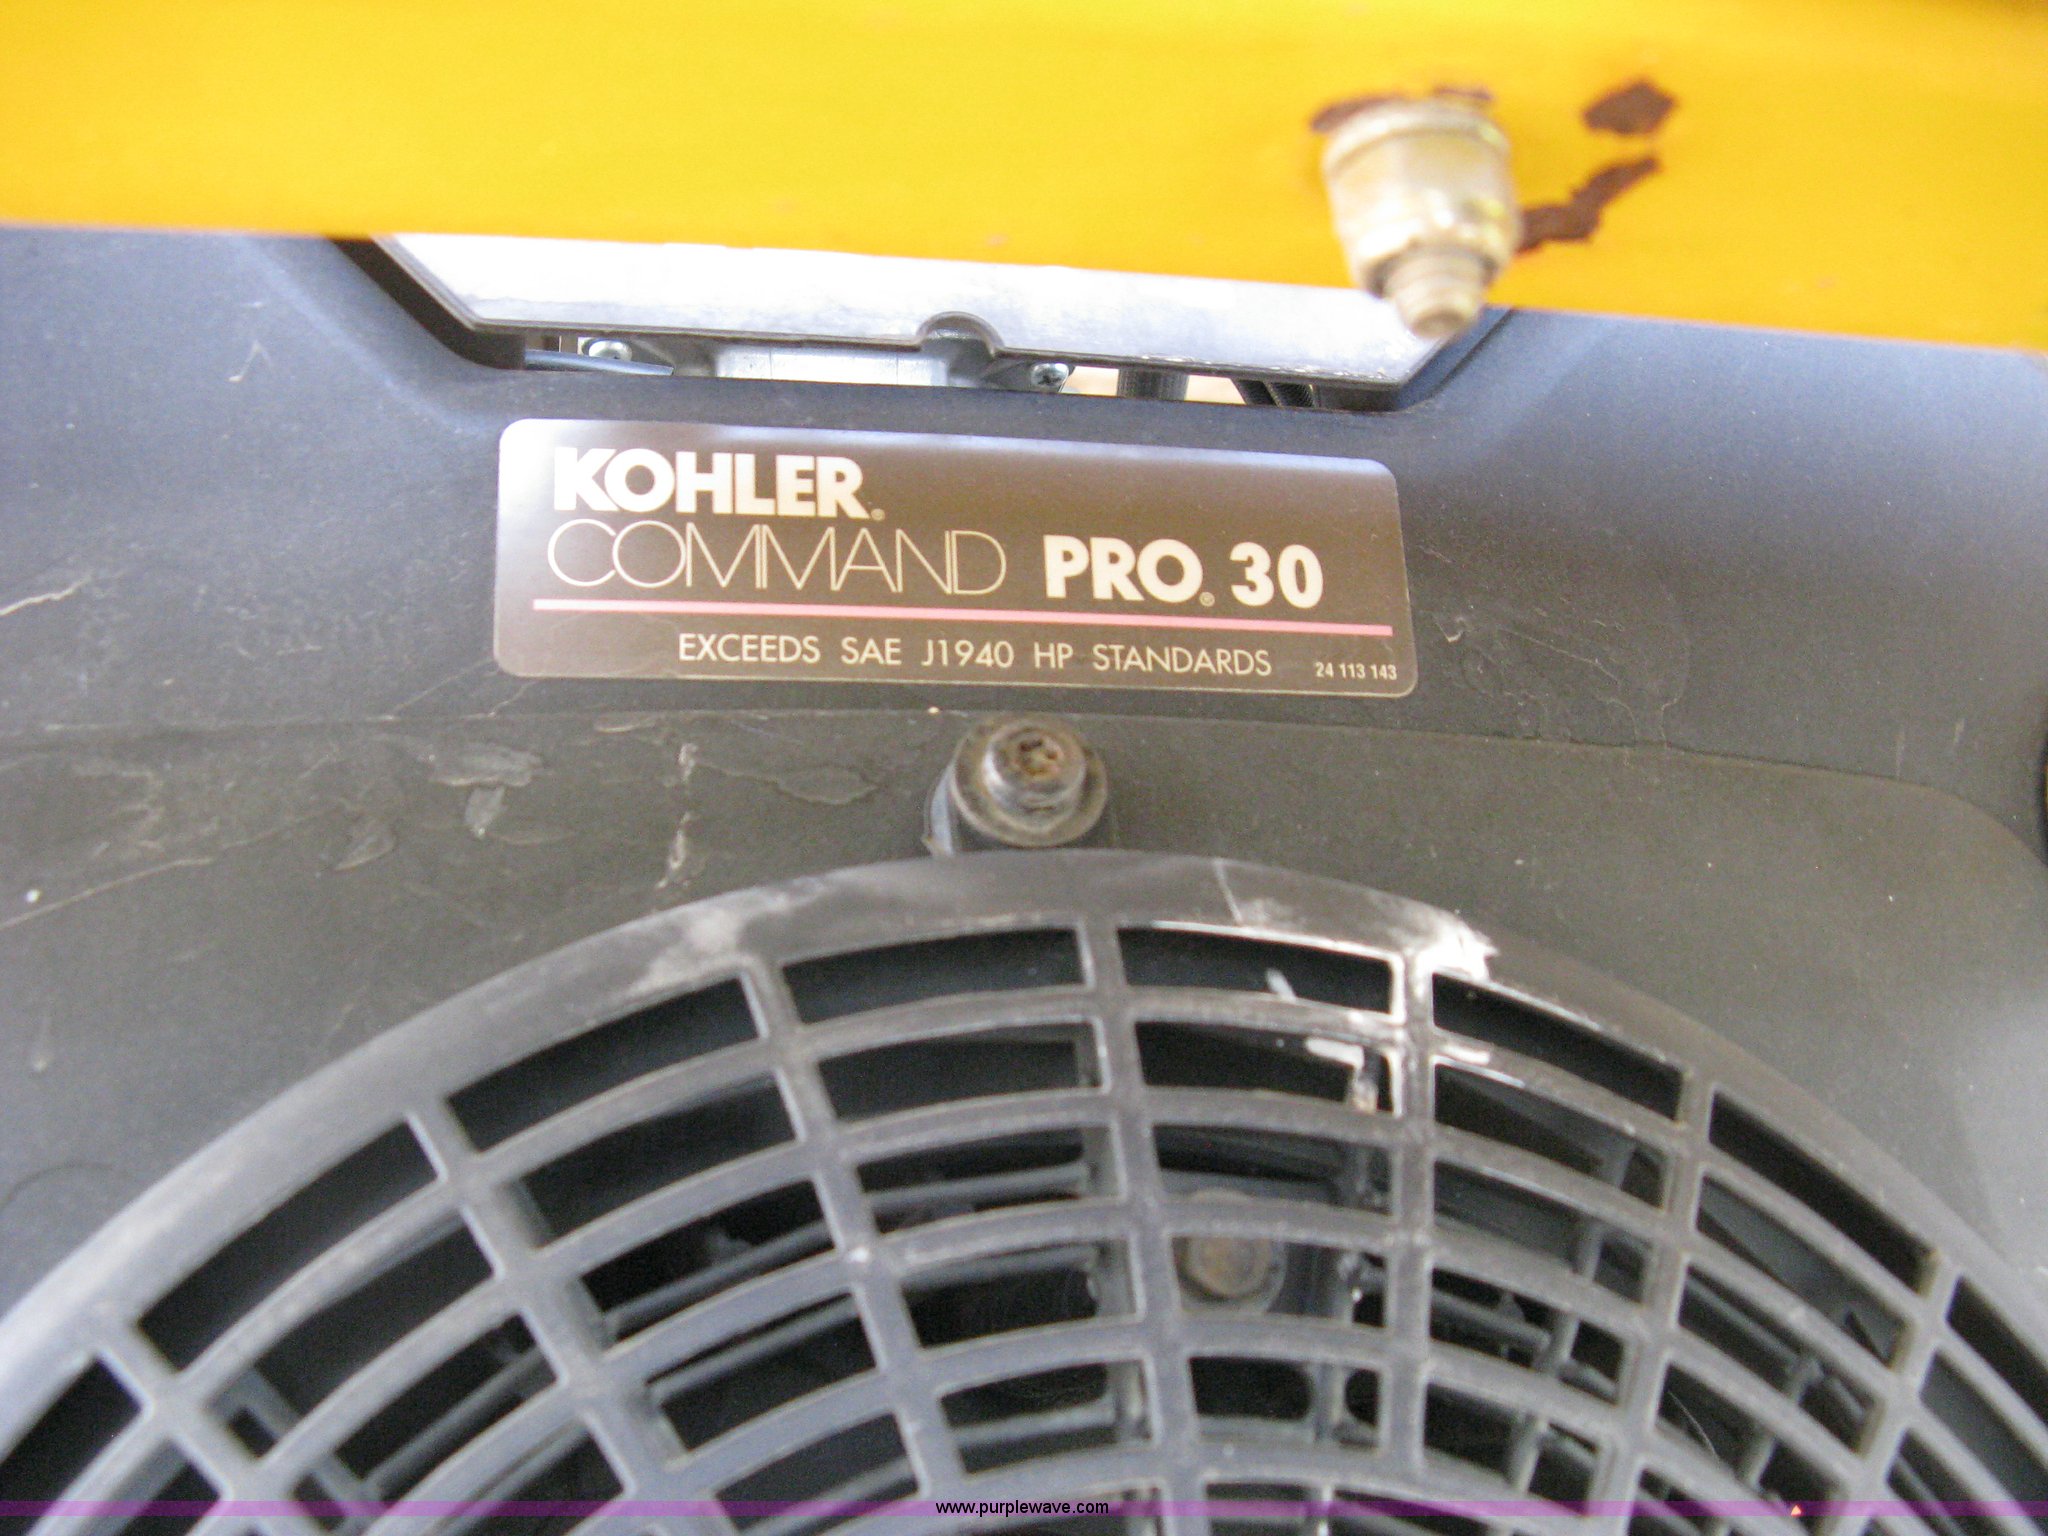 KOHLER®
COMMAND PRO® 30
EXCEEDS SAE J1940 HP STANDARDS
24 113 143
www.purplewave.com